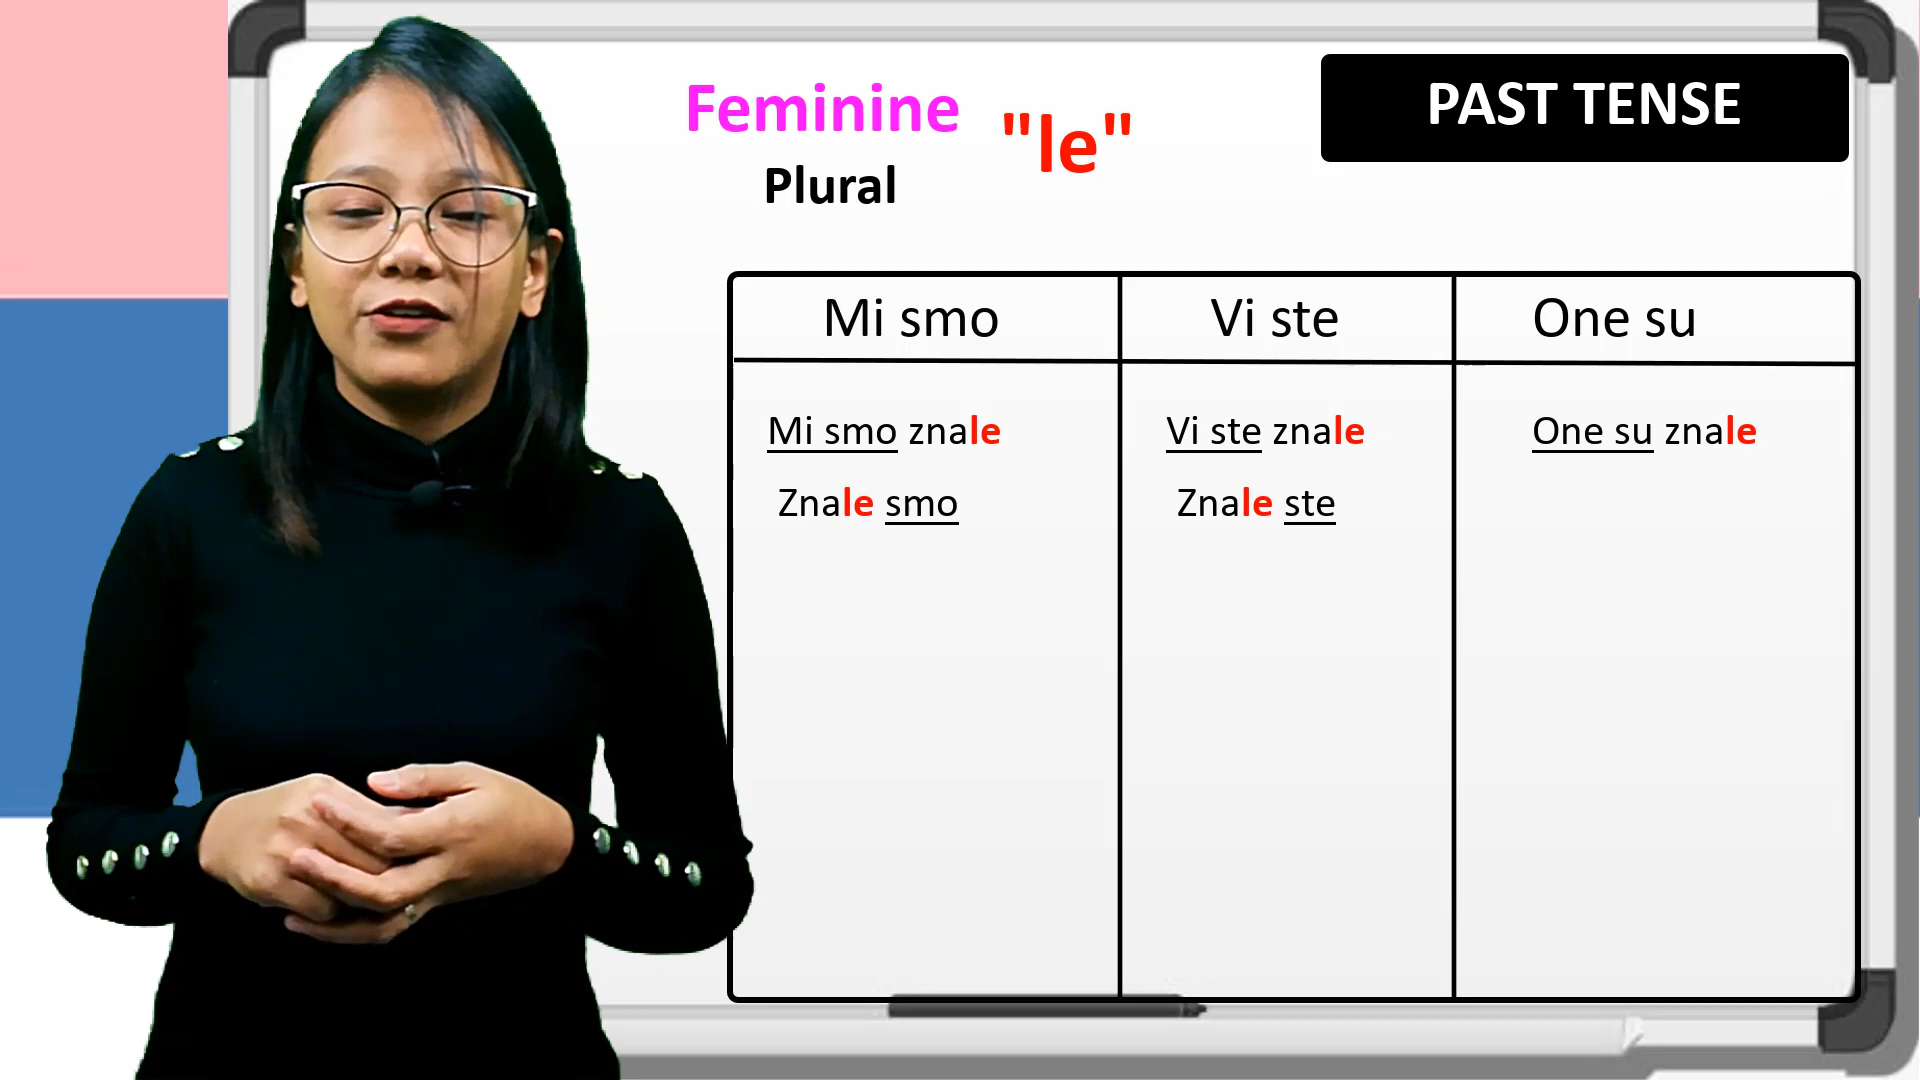 Feminine
"le"
Plural
PAST TENSE
Mi smo
Vi ste
One su
Mi smo znale
Vi ste znale
One su znale
Znale smo
Znale ste